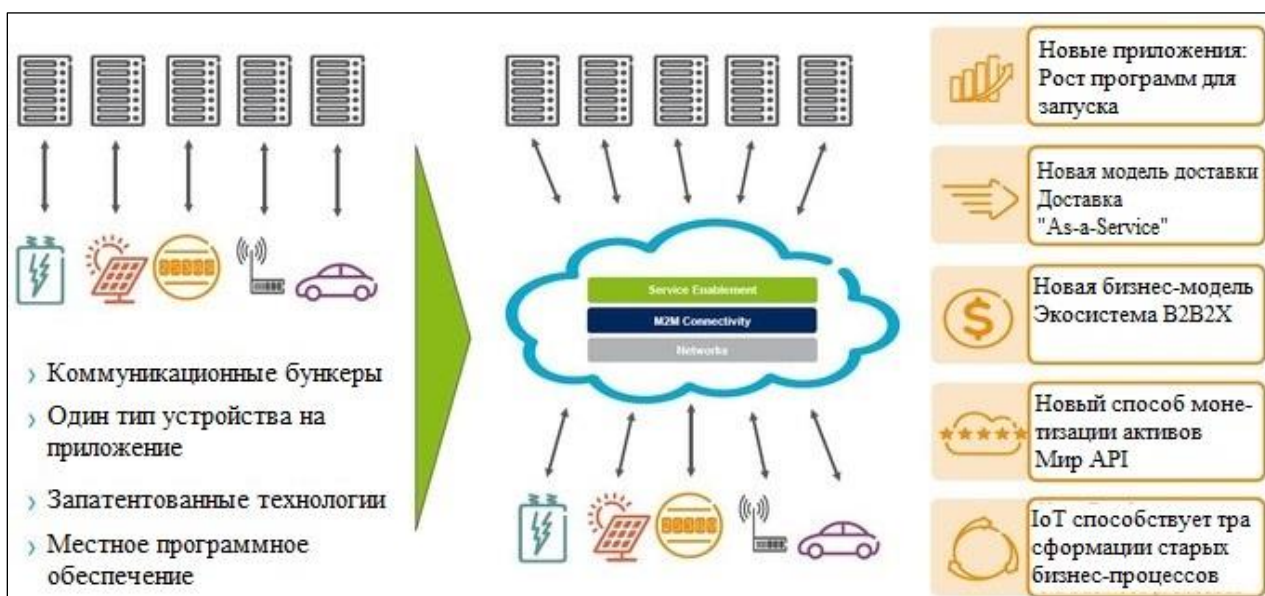 › Коммуникационные бункеры
› Один тип устройства на
приложение
› Запатентованные технологии
› Местное программное
обеспечение
Service Enablement
M2M Connectivity
Networks
Новые приложения:
Рост программ для
запуска
Новая модель доставки
Доставка
"As-a-Service"
Новая бизнес-модель
Экосистема B2B2X
Новый способ моне-
тизации активов
Мир API
IoT способствует тра
сформации старых
бизнес-процессов